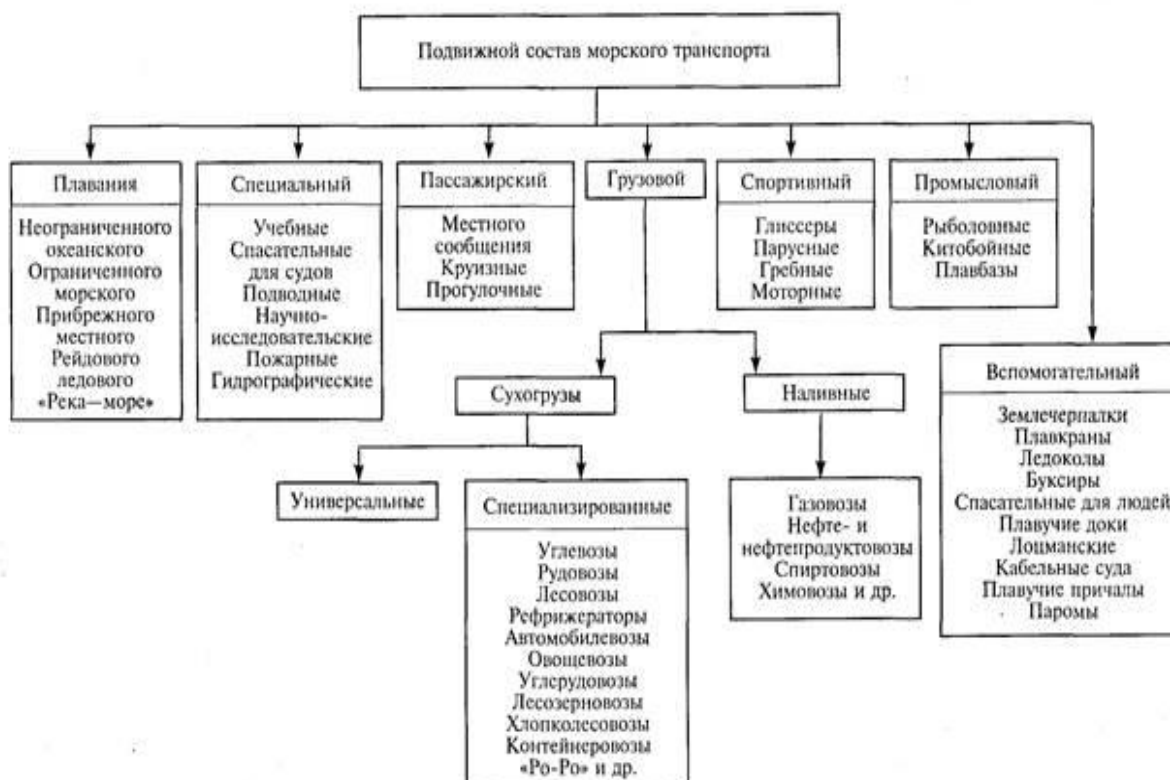 Подвижной состав морского транспорта
Плавания
Неограниченного
океанского
Ограниченного
морского
Прибрежного
местного
Рейдового
ледового
«Река—море»
Специальный
Учебные
Спасательные
для судов
Подводные
Научно-
исследовательские
Пожарные
Гидрографические
Пассажирский
Местного
сообщения
Круизные
Прогулочные
Грузовой
Спортивный
Глиссеры
Парусные
Гребные
Моторные
Промысловый
Рыболовные
Китобойные
Плавбазы
Сухогрузы
Наливные
Вспомогательный
Землечерпалки
Плавкраны
Ледоколы
Буксиры
Спасательные для людей
Плавучие доки
Лоцманские
Кабельные суда
Плавучие причалы
Паромы
Универсальные
Специализированные
Углевозы
Рудовозы
Лесовозы
Рефрижераторы
Автомобилевозы
Овощевозы
Углерудовозы
Лесозерновозы
Хлопколесовозы
Контейнеровозы
«Ро-Ро» и др.
Газовозы
Нефте- и
нефтепродуктовозы
Спиртовозы
Химовозы и др.